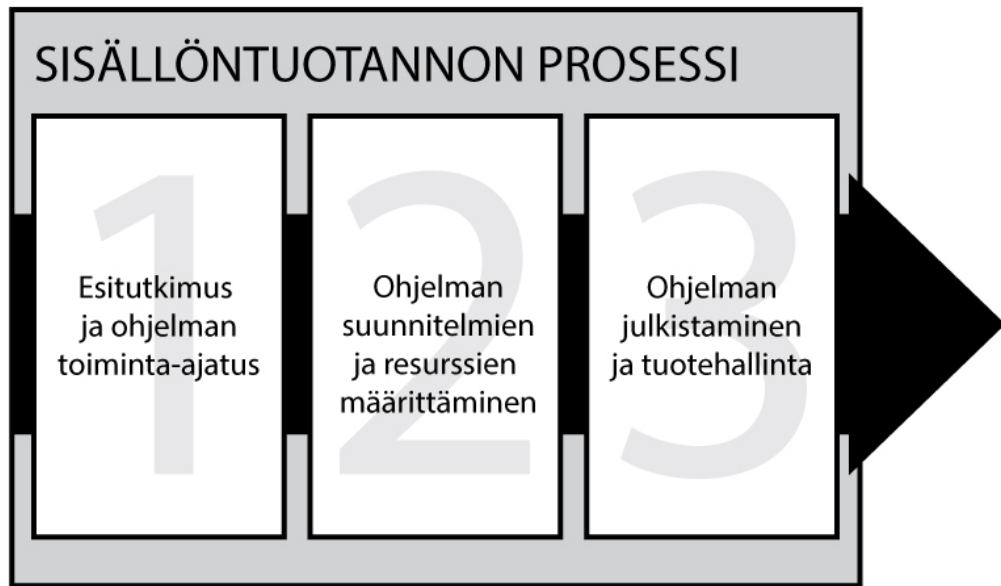 SISÄLLÖNTUOTANNON PROSESSI
1
Esitutkimus
ja ohjelman
toiminta-ajatus
2
Ohjelman
suunnitelmien
ja resurssien
määrittäminen
3
Ohjelman
julkistaminen
ja tuotehallinta